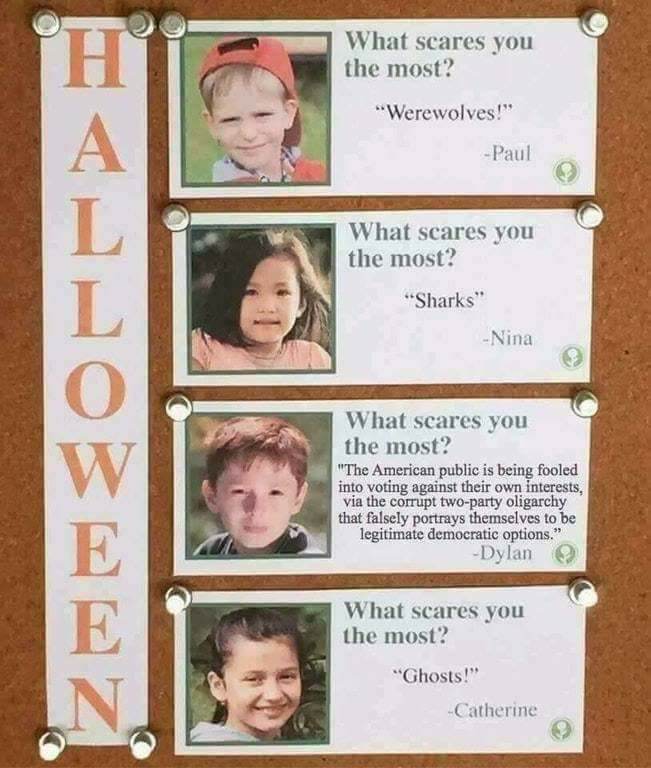 HALLOWEEN
What scares you
the most?
“Werewolves!”
-Paul
What scares you
the most?
“Sharks”
-Nina
What scares you
the most?
"The American public is being fooled
into voting against their own interests,
via the corrupt two-party oligarchy
that falsely portrays themselves to be
legitimate democratic options.”
-Dylan
What scares you
the most?
“Ghosts!”
-Catherine